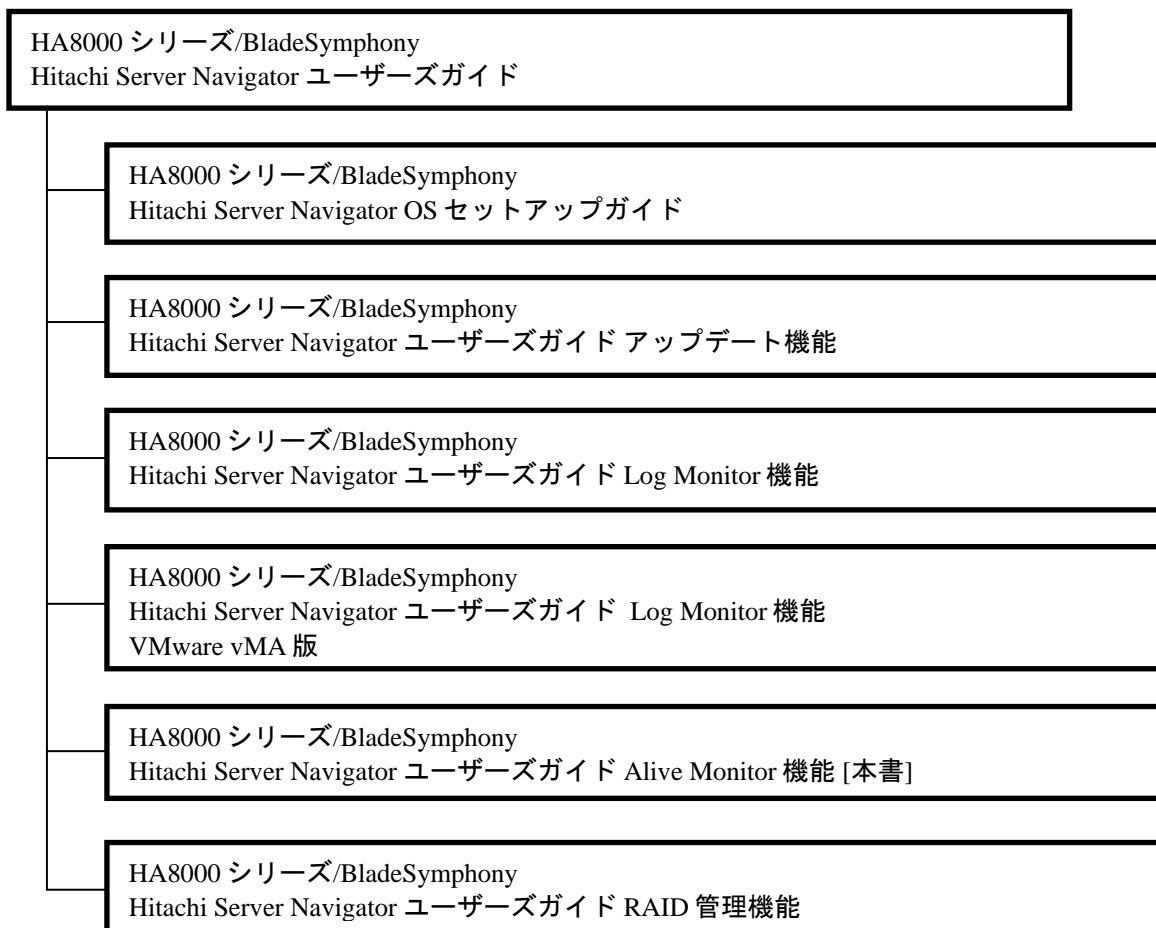 HA8000 シリーズ/BladeSymphony
Hitachi Server Navigator ユーザーズガイド
HA8000 シリーズ/BladeSymphony
Hitachi Server Navigator OS セットアップガイド
HA8000 シリーズ/BladeSymphony
Hitachi Server Navigator ユーザーズガイド アップデート機能
HA8000 シリーズ/BladeSymphony
Hitachi Server Navigator ユーザーズガイド Log Monitor 機能
HA8000 シリーズ/BladeSymphony
Hitachi Server Navigator ユーザーズガイド Log Monitor 機能
VMware vMA 版
HA8000 シリーズ/BladeSymphony
Hitachi Server Navigator ユーザーズガイド Alive Monitor 機能 [本書]
HA8000 シリーズ/BladeSymphony
Hitachi Server Navigator ユーザーズガイド RAID 管理機能